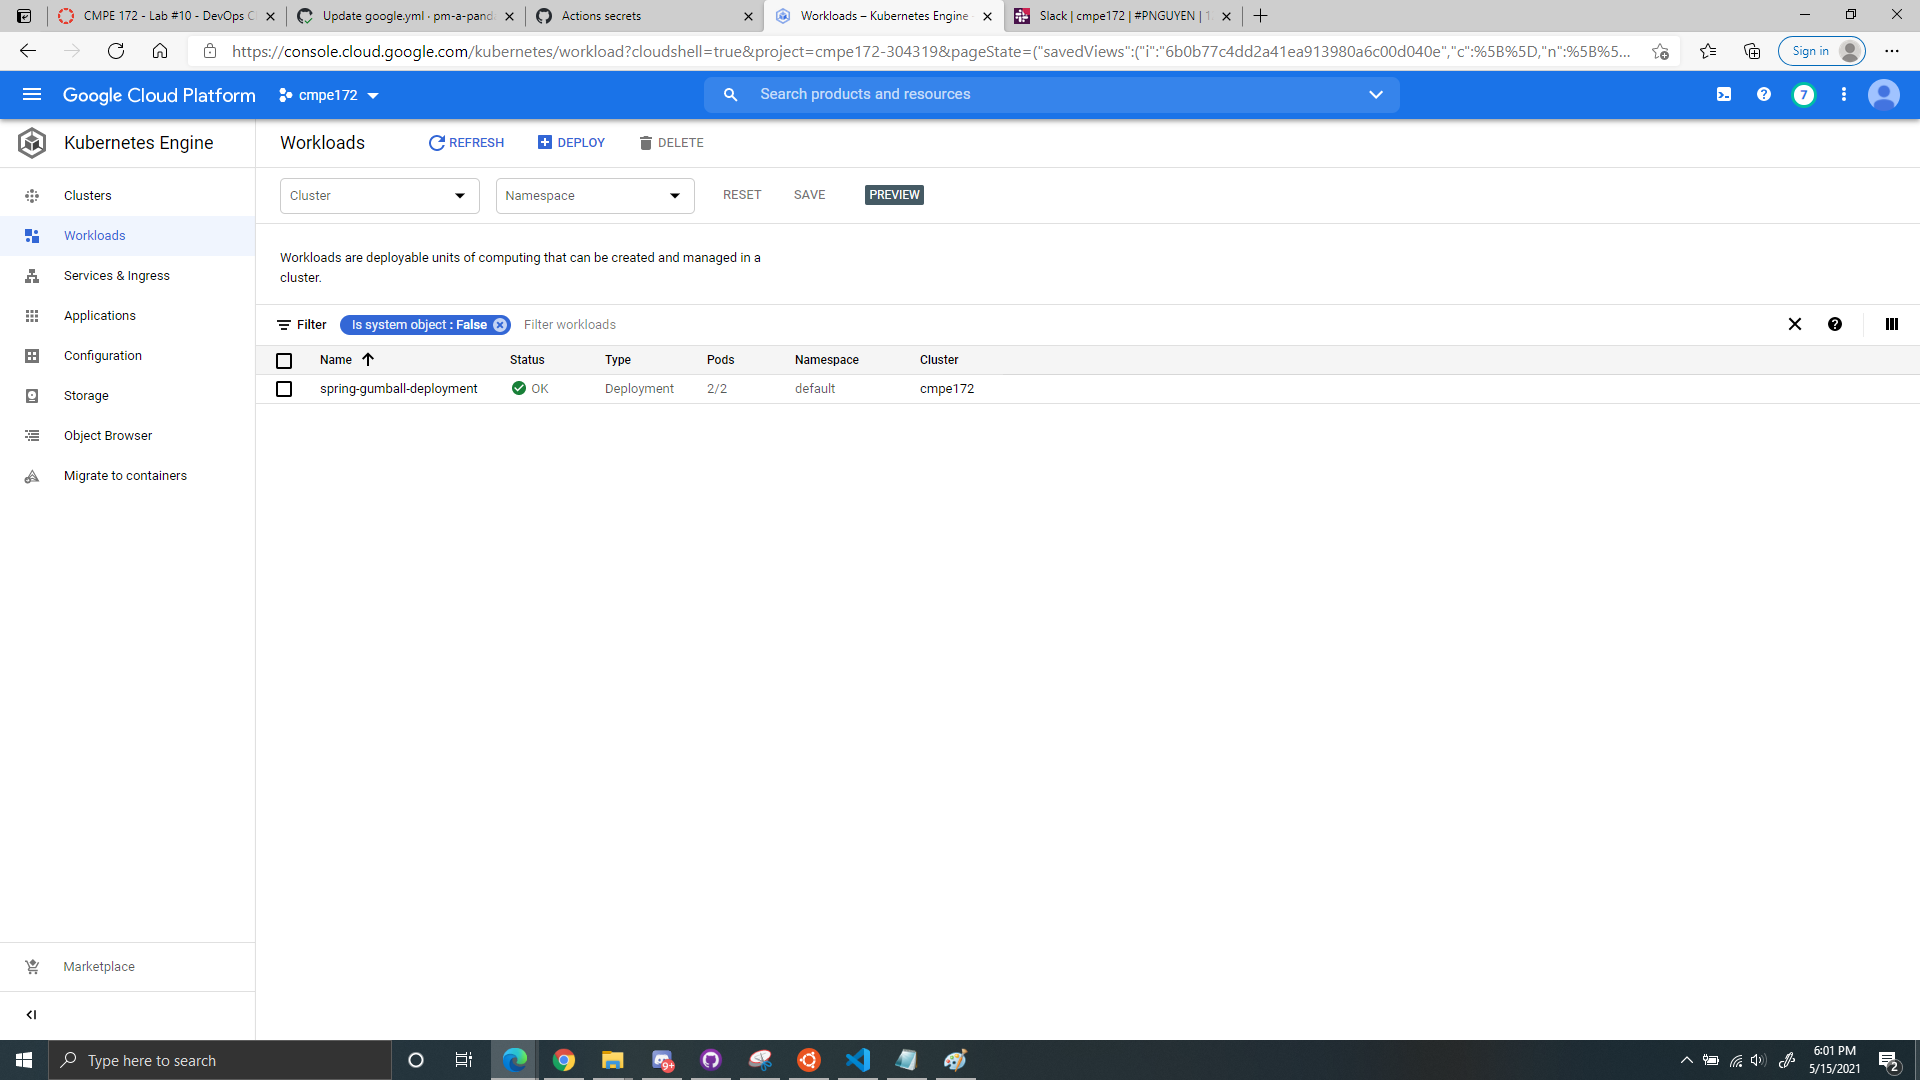 CMPE 172 - Lab #10 - DevOps C
Update google.yml · pm-a-panda
Actions secrets
Workloads – Kubernetes Engine
Slack | cmpe172 | #PNGUYEN | 1
https://console.cloud.google.com/kubernetes/workload?cloudshell=true&project=cmpe172-304319&pageState=("savedViews":("i":"6b0b77c4dd2a41ea913980a6c00d040e","c":%5B%5D,"n":%5B%5...
Sign in
Google Cloud Platform
cmpe172
Search products and resources
7
Kubernetes Engine
Workloads
REFRESH
DEPLOY
DELETE
Clusters
Workloads
Services & Ingress
Applications
Configuration
Storage
Object Browser
Migrate to containers
Marketplace
Cluster
Namespace
RESET
SAVE
PREVIEW
Workloads are deployable units of computing that can be created and managed in a
cluster.
Filter
Is system object : False
Filter workloads
Name Status Type Pods Namespace Cluster
spring-gumball-deployment OK Deployment 2/2 default cmpe172
Type here to search
9+
6:01 PM
5/15/2021
2